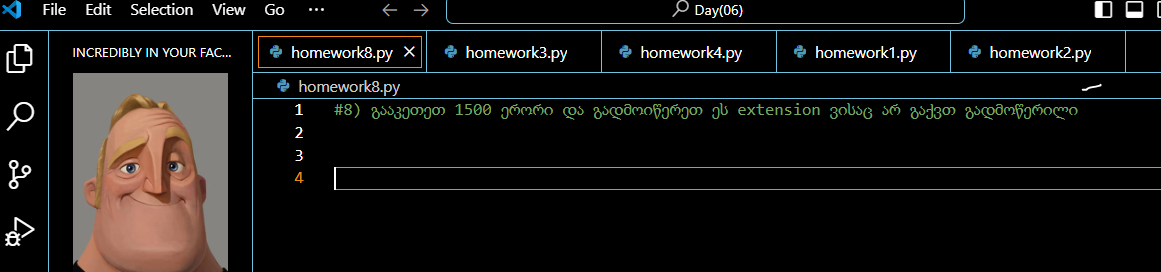 File Edit Selection View Go ··· Day(06)
INCREDIBLY IN YOUR FAC...
homework8.py homework3.py homework4.py homework1.py homework2.py
homework8.py
1 #8) გააკეთეთ 1500 ერორი და გადმოიწერეთ ეს extension ვისაც არ გაქვთ გადმოწერილი
2
3
4